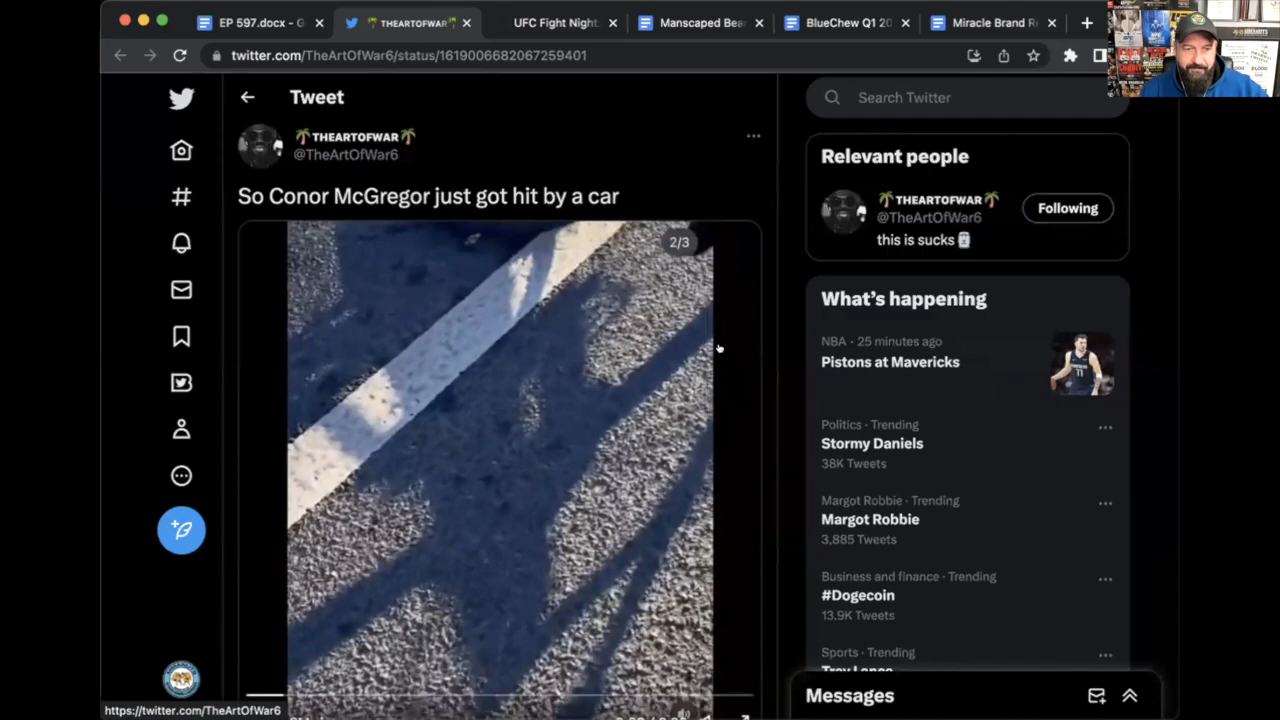 EP 597.docx - G
THEARTOFWAR
UFC Fight Night:
Manscaped Bea
BlueChew Q1 20
Miracle Brand R
twitter.com/TheArtOfWar6/status/1619006682062259401
Tweet
THEARTOFWAR
@TheArtOfWar6
So Conor McGregor just got hit by a car
2/3
Search Twitter
Relevant people
THEARTOFWAR
@TheArtOfWar6
Following
this is sucks
What's happening
NBA · 25 minutes ago
Pistons at Mavericks
Politics · Trending
Stormy Daniels
38K Tweets
Margot Robbie · Trending
Margot Robbie
3,885 Tweets
Business and finance · Trending
#Dogecoin
13.9K Tweets
Sports · Trending
Trey Lance
Messages
https://twitter.com/TheArtOfWar6